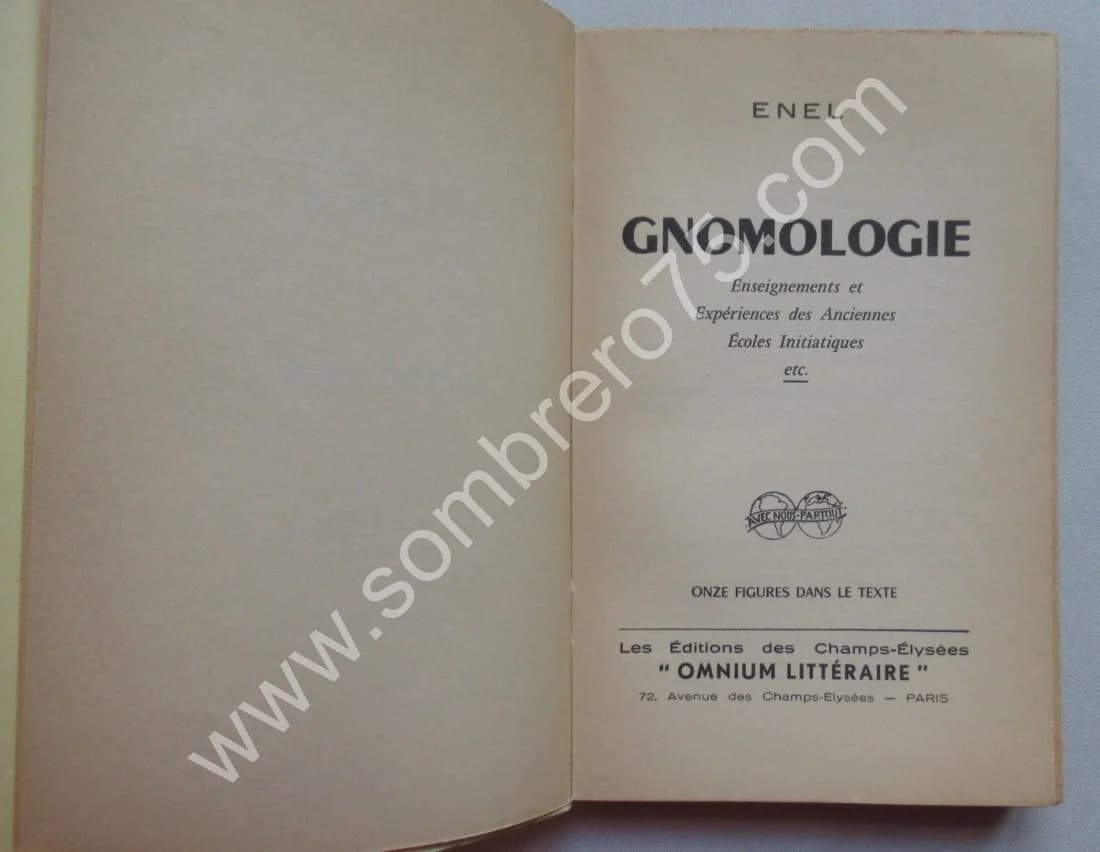 ENEL
GNOMOLOGIE
Enseignements et
Expériences des Anciennes
Écoles Initiatiques
etc.
AVEC NOUS-PARTOUT
ONZE FIGURES DANS LE TEXTE
Les Éditions des Champs-Élysées
" OMNIUM LITTÉRAIRE "
72, Avenue des Champs-Élysées — PARIS
www.sombrero75.com